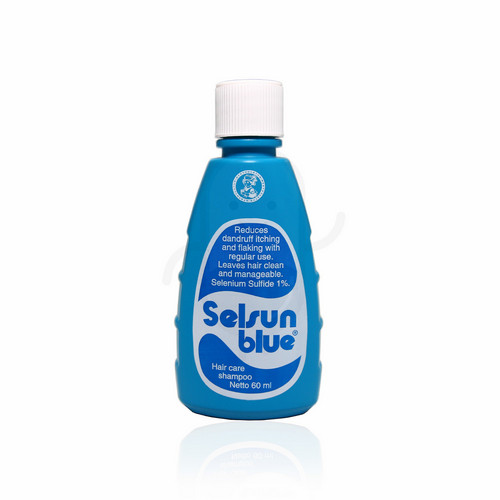 Reduces
dandruff itching
and flaking with
regular use.
Leaves hair clean
and manageable.
Selenium Sulfide 1%.
Selsun
blue®
Hair care
shampoo
Netto 60 ml